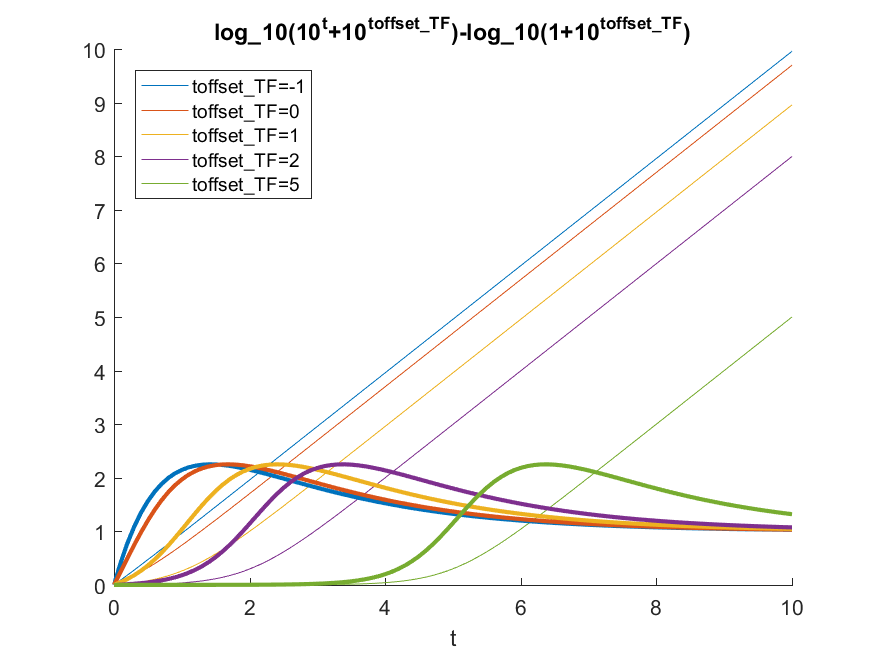 log_10(10^t+10^toffset_TF)-log_10(1+10^toffset_TF)
10
9
8
7
6
5
4
3
2
1
0
toffset_TF=-1
toffset_TF=0
toffset_TF=1
toffset_TF=2
toffset_TF=5
0 2 4 6 8 10
t